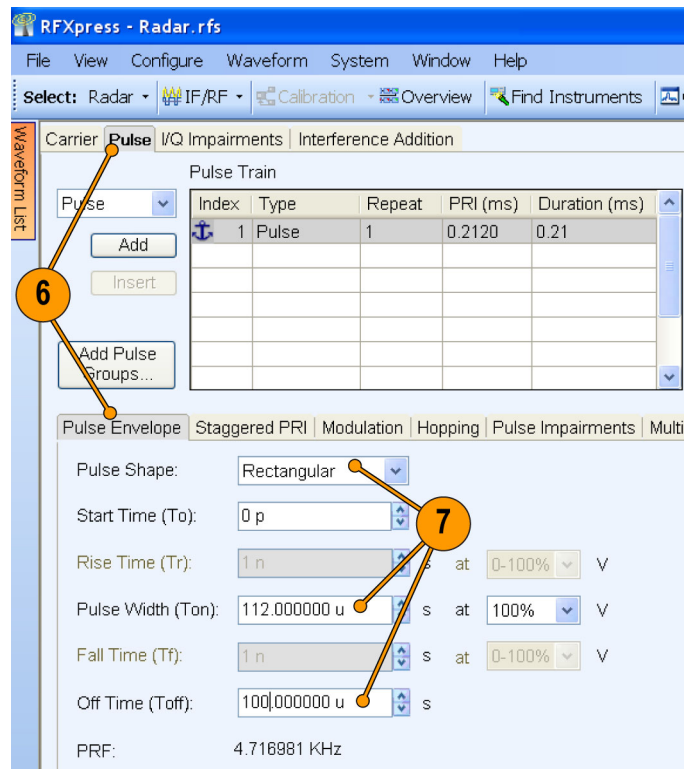 RFXpress - Radar.rfs
File View Configure Waveform System Window Help
Select: Radar IF/RF Calibration Overview Find Instruments
Waveform List
Carrier Pulse I/Q Impairments Interference Addition
Pulse Train
Pulse
Index Type Repeat PRI (ms) Duration (ms)
1 Pulse 1 0.2120 0.21
Add
Insert
6
Add Pulse Groups...
Pulse Envelope Staggered PRI Modulation Hopping Pulse Impairments Multi
Pulse Shape: Rectangular
7
Start Time (To): 0 p
Rise Time (Tr): 1 n s at 0-100% V
Pulse Width (Ton): 112.000000 u s at 100% V
Fall Time (Tf): 1 n s at 0-100% V
Off Time (Toff): 100.000000 u s
PRF: 4.716981 KHz